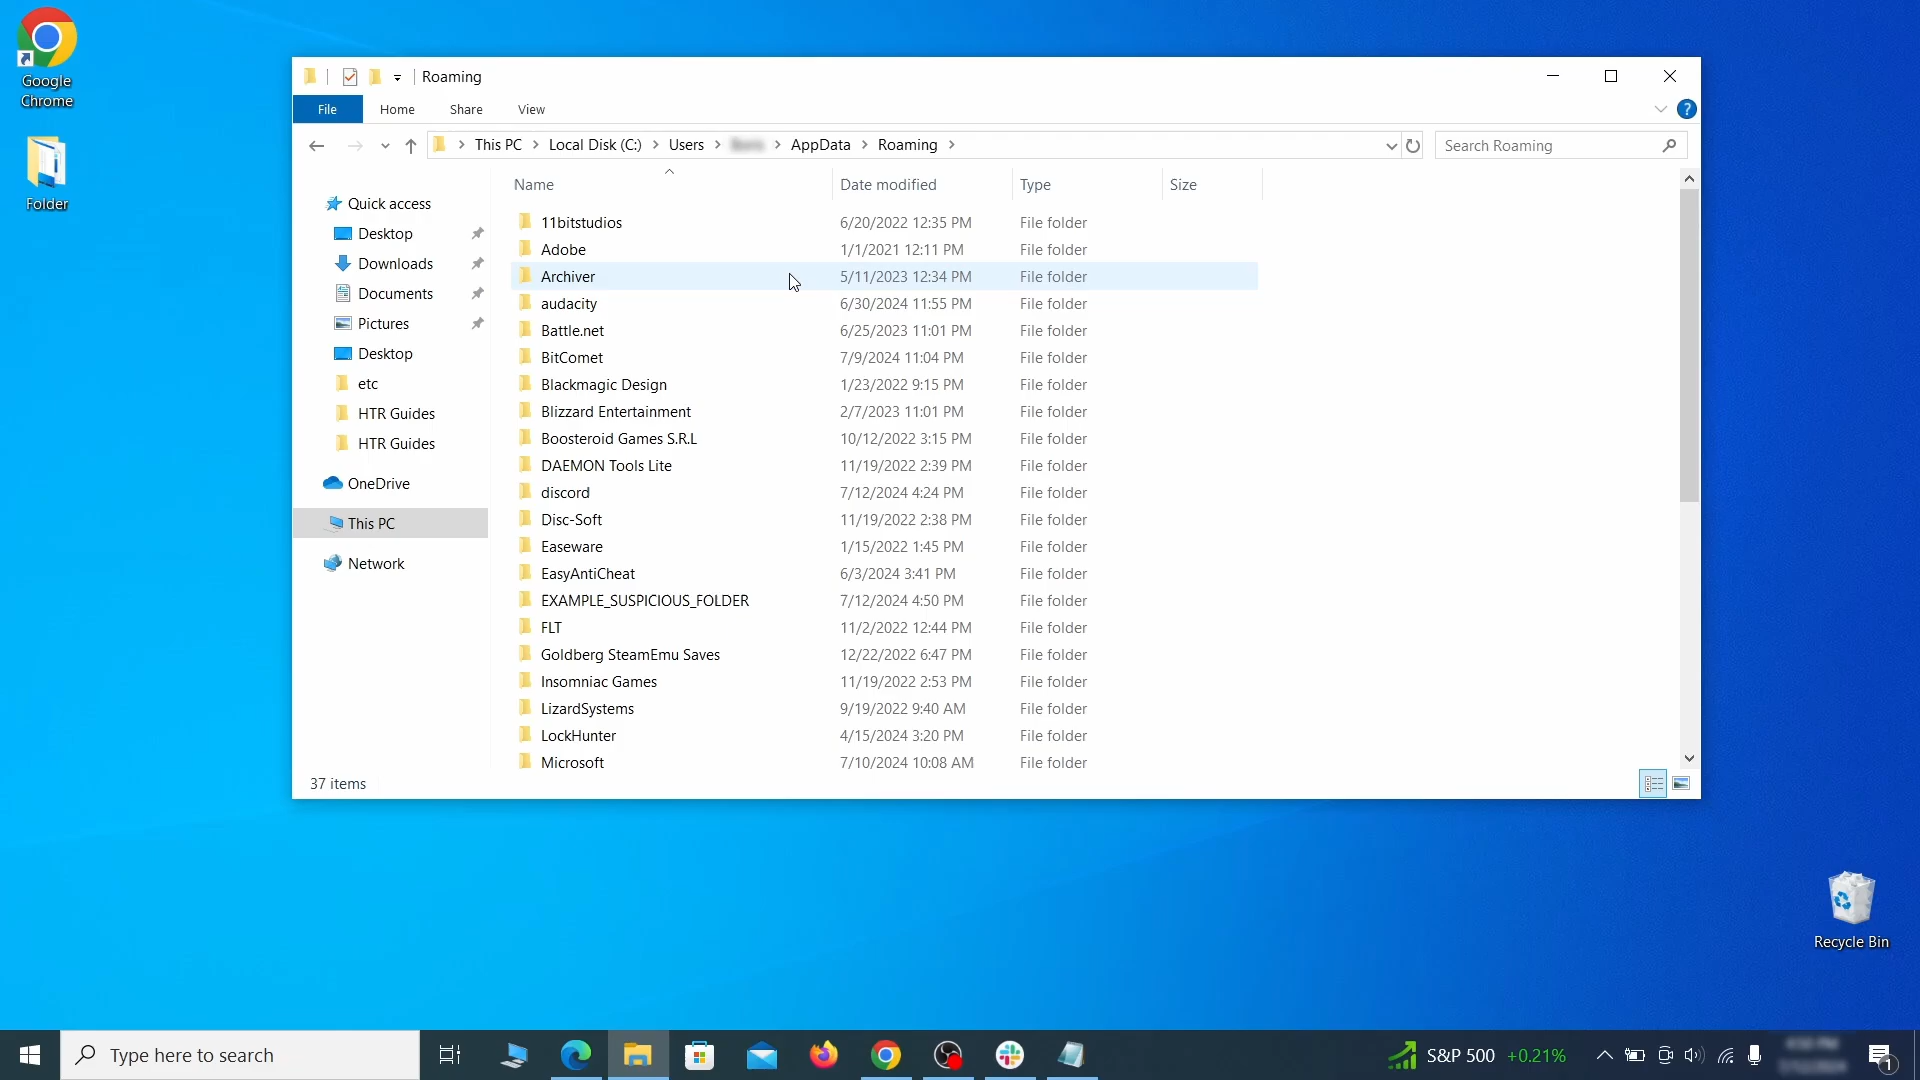 Google
Chrome
Folder
Roaming
File Home Share View
This PC Local Disk (C:) Users AppData Roaming
Search Roaming
Quick access
Desktop
Downloads
Documents
Pictures
Desktop
etc
HTR Guides
HTR Guides
OneDrive
This PC
Network
Name Date modified Type Size
11bitstudios 6/20/2022 12:35 PM File folder
Adobe 1/1/2021 12:11 PM File folder
Archiver 5/11/2023 12:34 PM File folder
audacity 6/30/2024 11:55 PM File folder
Battle.net 6/25/2023 11:01 PM File folder
BitComet 7/9/2024 11:04 PM File folder
Blackmagic Design 1/23/2022 9:15 PM File folder
Blizzard Entertainment 2/7/2023 11:01 PM File folder
Boosteroid Games S.R.L 10/12/2022 3:15 PM File folder
DAEMON Tools Lite 11/19/2022 2:39 PM File folder
discord 7/12/2024 4:24 PM File folder
Disc-Soft 11/19/2022 2:38 PM File folder
Easeware 1/15/2022 1:45 PM File folder
EasyAntiCheat 6/3/2024 3:41 PM File folder
EXAMPLE_SUSPICIOUS_FOLDER 7/12/2024 4:50 PM File folder
FLT 11/2/2022 12:44 PM File folder
Goldberg SteamEmu Saves 12/22/2022 6:47 PM File folder
Insomniac Games 11/19/2022 2:53 PM File folder
LizardSystems 9/19/2022 9:40 AM File folder
LockHunter 4/15/2024 3:20 PM File folder
Microsoft 7/10/2024 10:08 AM File folder
37 items
Recycle Bin
Type here to search
S&P 500 +0.21%
1